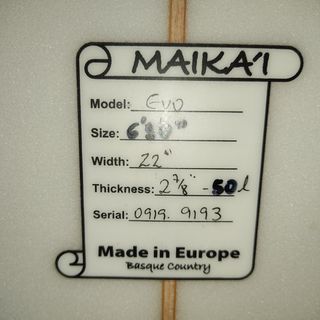 MAIKA'I
Model: EVO
Size: 6'10"
Width: 22"
Thickness: 2 7/8" - 50l
Serial: 0919. 9193
Made in Europe
Basque Country